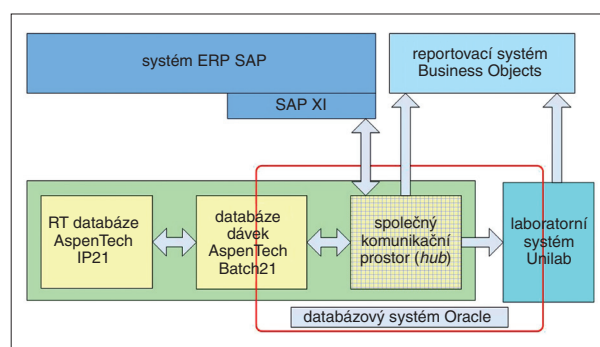 systém ERP SAP
SAP XI
reportovací systém
Business Objects
RT databáze
AspenTech
IP21
databáze
dávek
AspenTech
Batch21
společný
komunikační
prostor (hub)
laboratorní
systém
Unilab
databázový systém Oracle